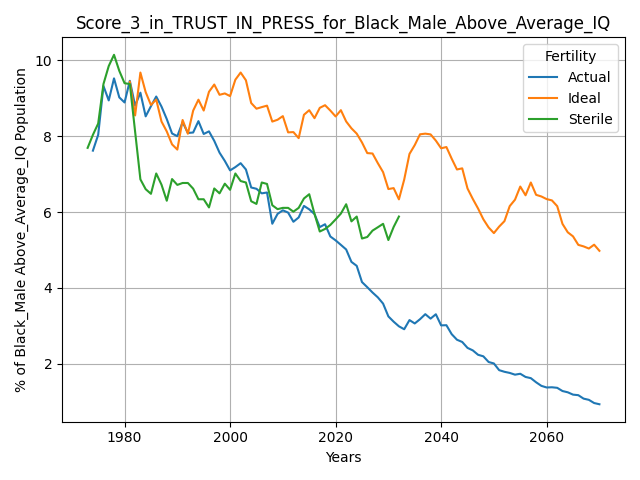 Score_3_in_TRUST_IN_PRESS_for_Black_Male_Above_Average_IQ
% of Black_Male Above_Average_IQ Population
10
8
6
4
2
1980
2000
2020
2040
2060
Years
Fertility
Actual
Ideal
Sterile